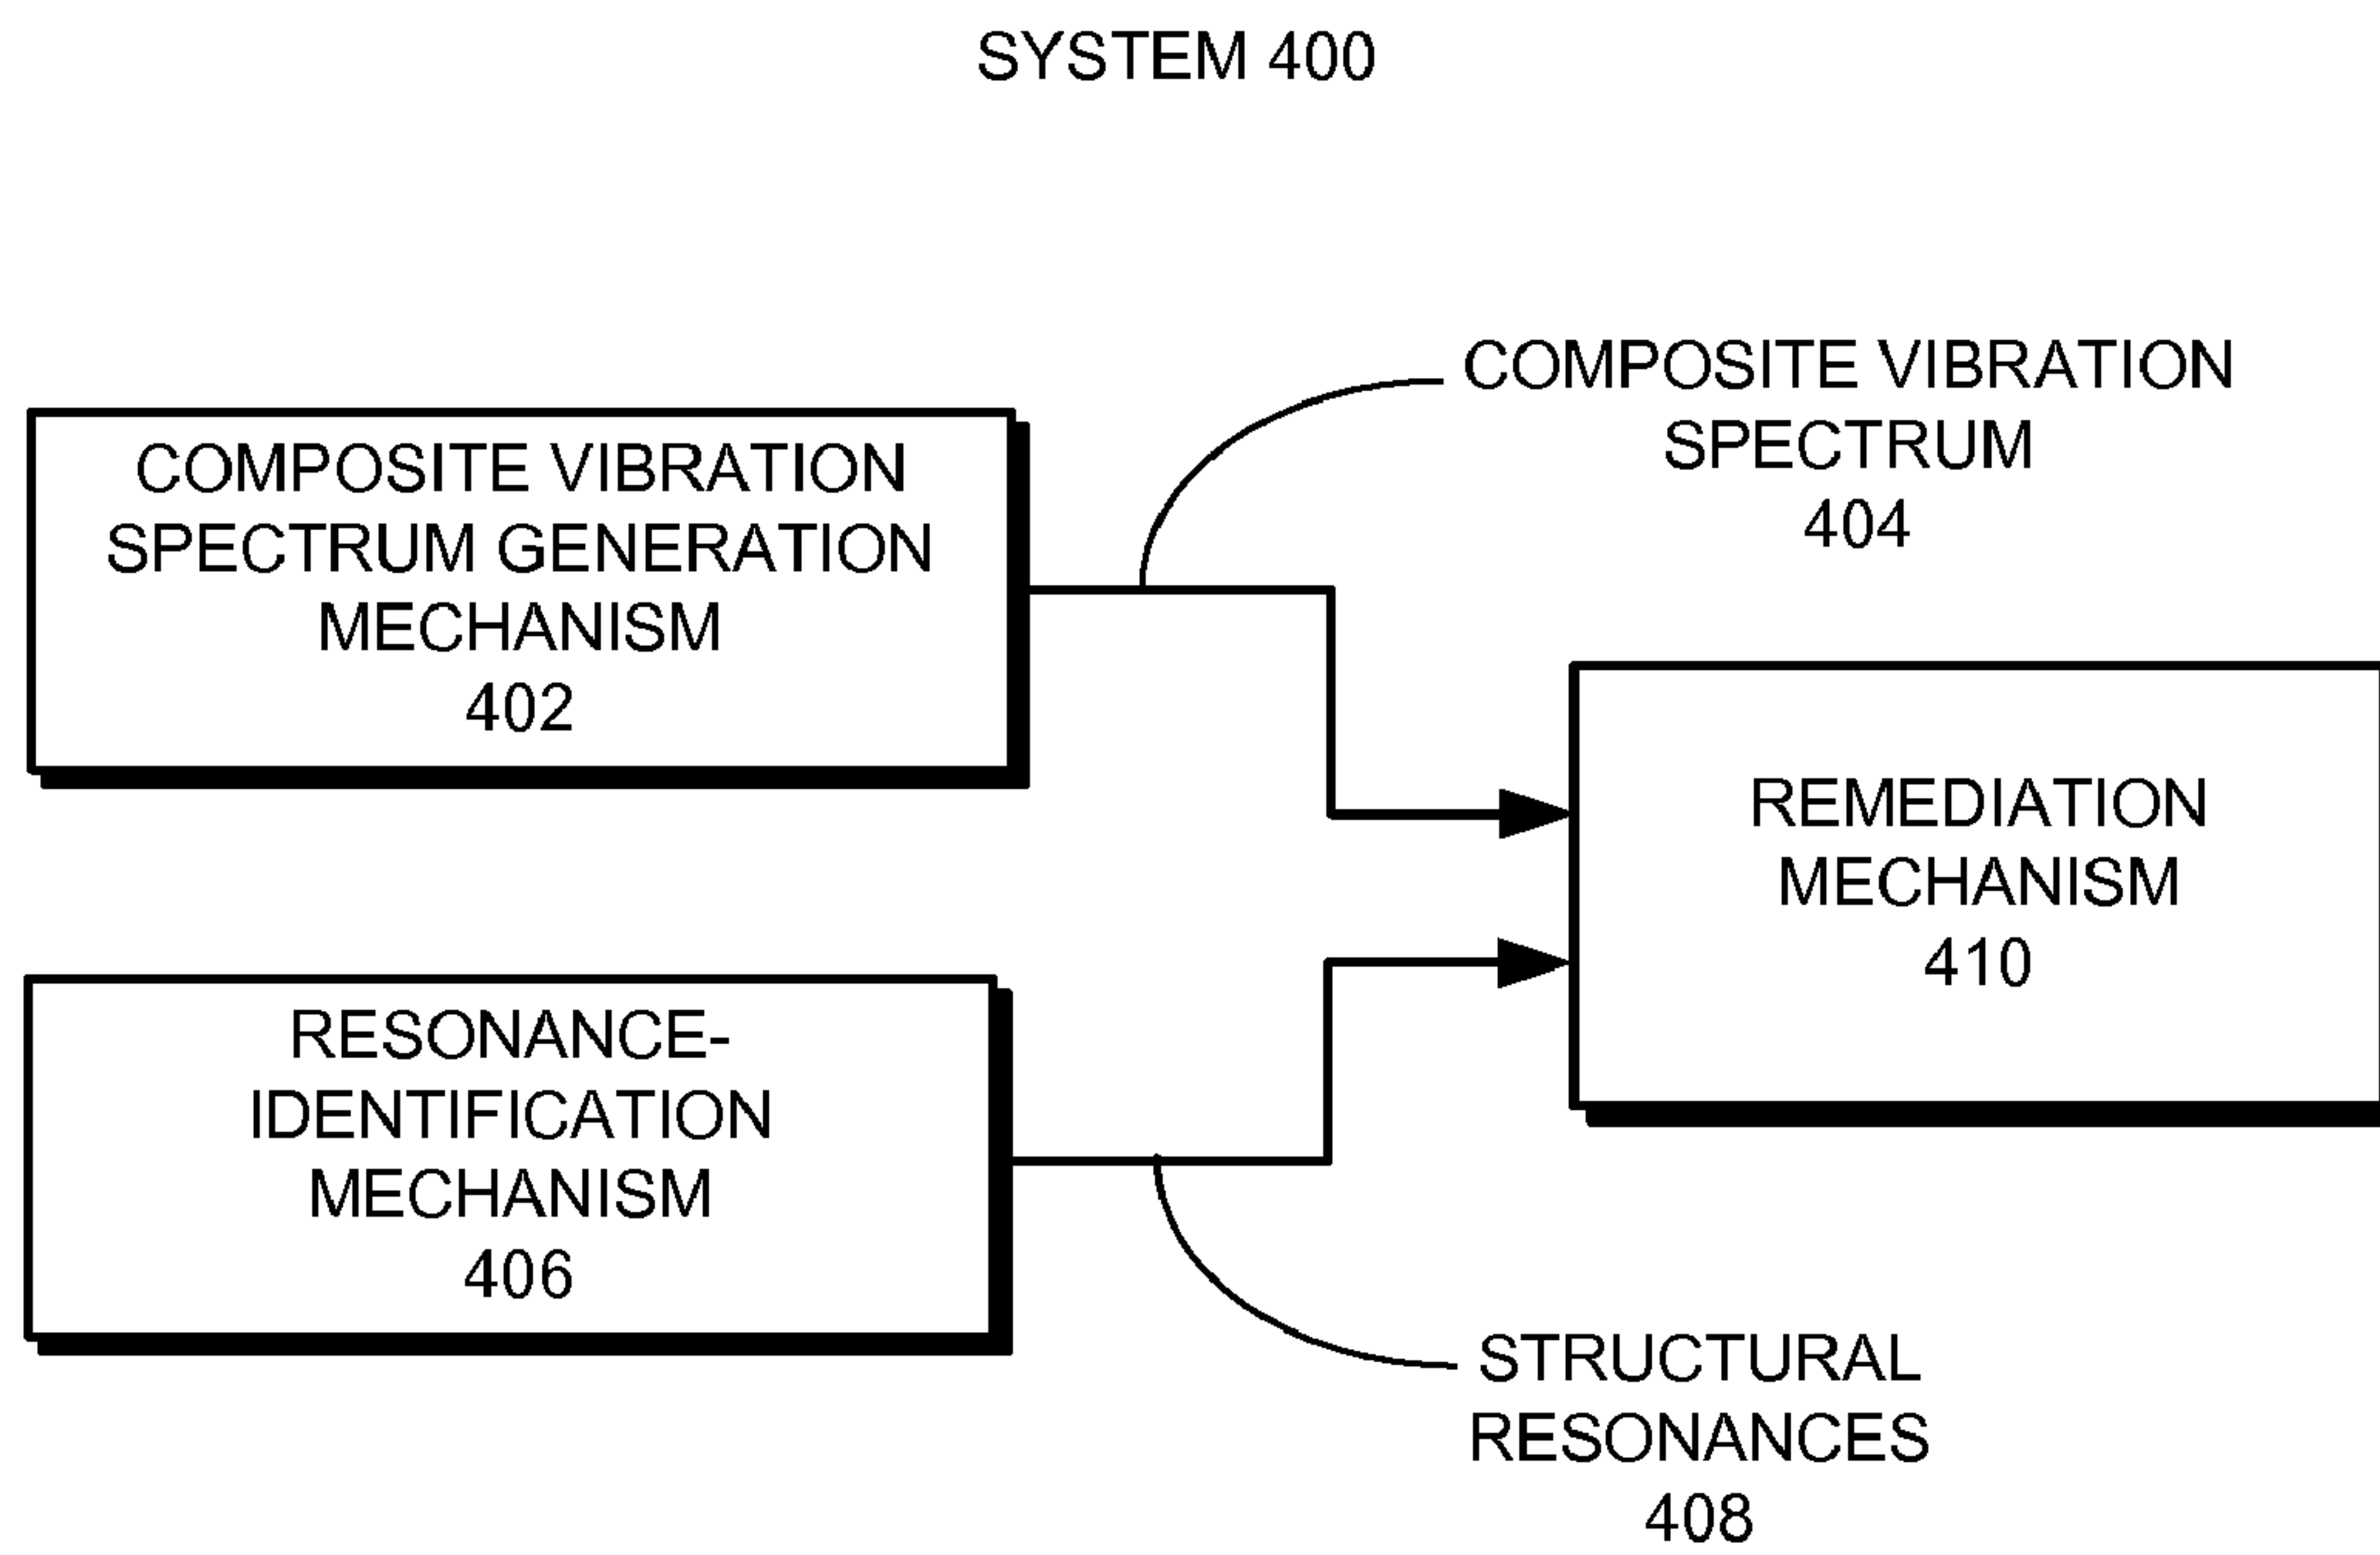 SYSTEM 400
COMPOSITE VIBRATION
SPECTRUM
404
COMPOSITE VIBRATION
SPECTRUM GENERATION
MECHANISM
402
REMEDIATION
MECHANISM
410
RESONANCE-
IDENTIFICATION
MECHANISM
406
STRUCTURAL
RESONANCES
408